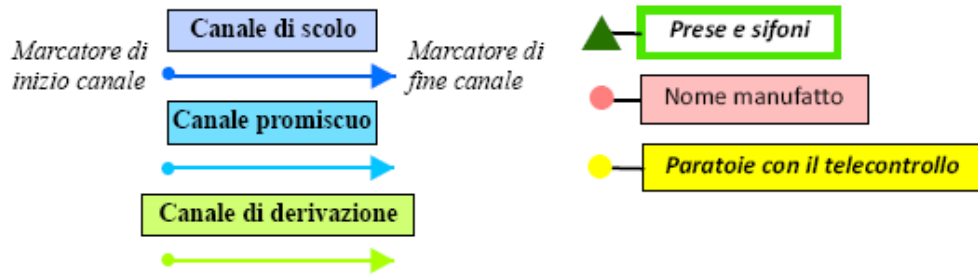 Canale di scolo
Marcatore di
inizio canale
Marcatore di
fine canale
Canale promiscuo
Canale di derivazione
Prese e sifoni
Nome manufatto
Paratoie con il telecontrollo